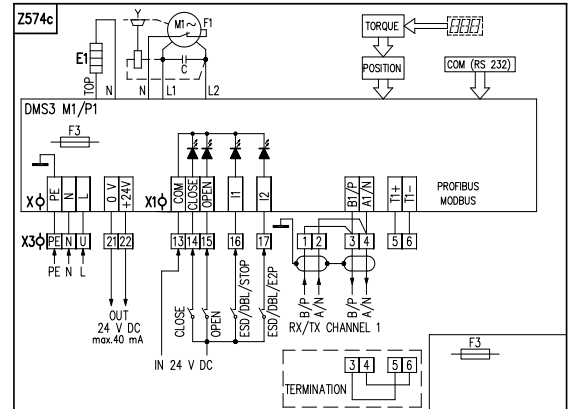 Z574c
Y
M1~
F1
TORQUE
E1
C
POSITION
COM (RS 232)
TOP
N
N
L1
L2
DMS3 M1/P1
F3
X
PE
N
L
0 V
+24V
X1
COM
CLOSE
OPEN
I1
I2
B1/P
A1/N
T1+
T1-
PROFIBUS
MODBUS
X3
PE
N
U
21
22
13
14
15
16
17
1
2
3
4
5
6
PE N L
OUT
24 V DC
max.40 mA
CLOSE
OPEN
ESD/DBL/STOP
ESD/DBL/E2P
B/P
A/N
B/P
A/N
RX/TX CHANNEL 1
IN 24 V DC
TERMINATION
3
4
5
6
F3